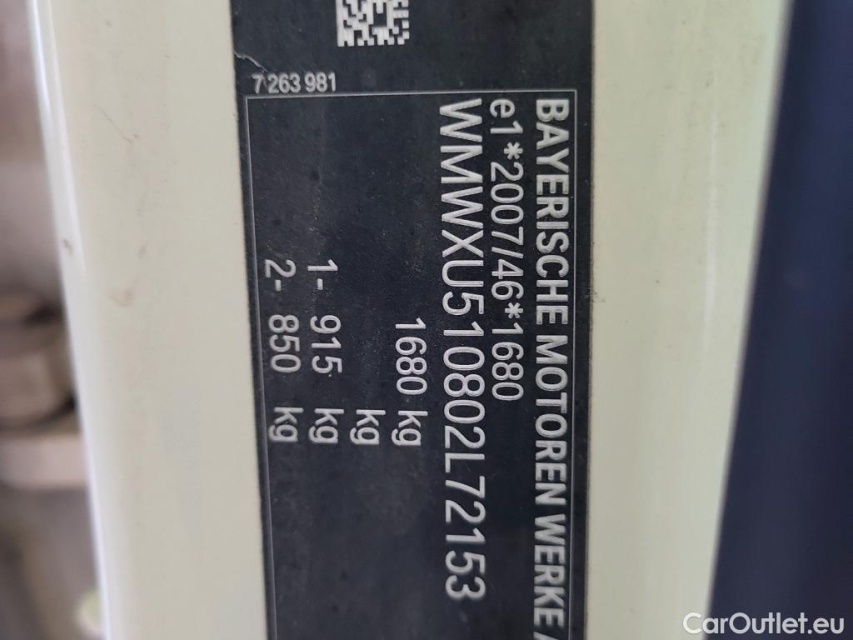 7 263 981
BAYERISCHE MOTOREN WERKE A
e1*2007/46*1680
WMWXU510802L72153
1680 kg
kg
1- 915 kg
2- 850 kg
CarOutlet.eu